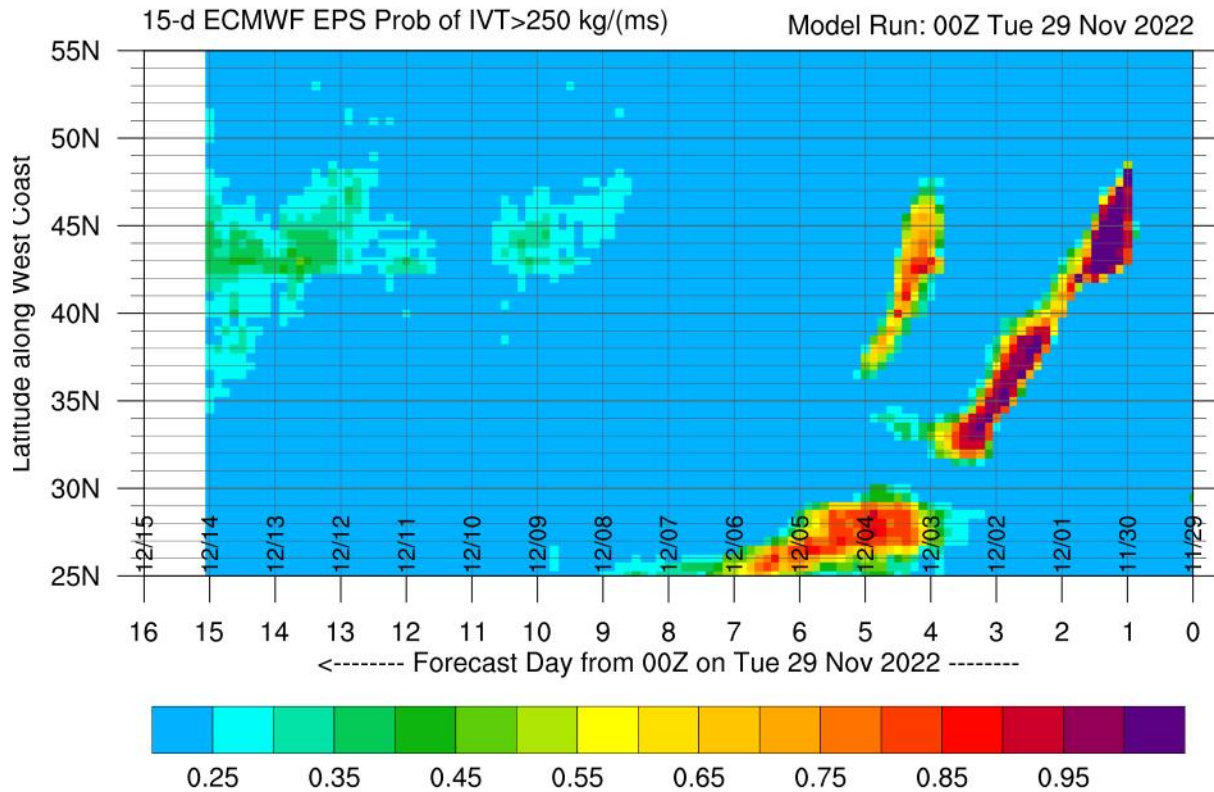 15-d ECMWF EPS Prob of IVT>250 kg/(ms)
Model Run: 00Z Tue 29 Nov 2022
Latitude along West Coast
55N
50N
45N
40N
35N
30N
25N
12/15 12/14 12/13 12/12 12/11 12/10 12/09 12/08 12/07 12/06 12/05 12/04 12/03 12/02 12/01 11/30 11/29
16 15 14 13 12 11 10 9 8 7 6 5 4 3 2 1 0
<-------- Forecast Day from 00Z on Tue 29 Nov 2022 --------
0.25 0.35 0.45 0.55 0.65 0.75 0.85 0.95